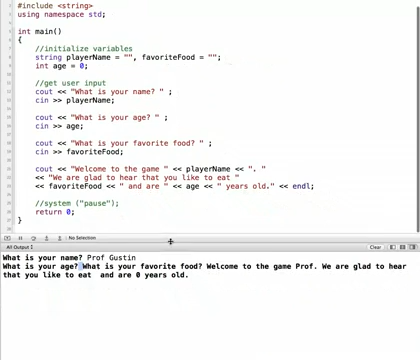 #include <string>
using namespace std;
int main()
{
//initialize variables
string playerName = "", favoriteFood = "";
int age = 0;
//get user input
cout << "What is your name? " ;
cin >> playerName;
cout << "What is your age? " ;
cin >> age;
cout << "What is your favorite food? " ;
cin >> favoriteFood;
cout << "Welcome to the game " << playerName << ". "
<< "We are glad to hear that you like to eat "
<< favoriteFood << " and are " << age << " years old." << endl;
//system ("pause");
return 0;
}
No Selection
All Output
Clear
What is your name? Prof Gustin
What is your age? What is your favorite food? Welcome to the game Prof. We are glad to hear
that you like to eat  and are 0 years old.